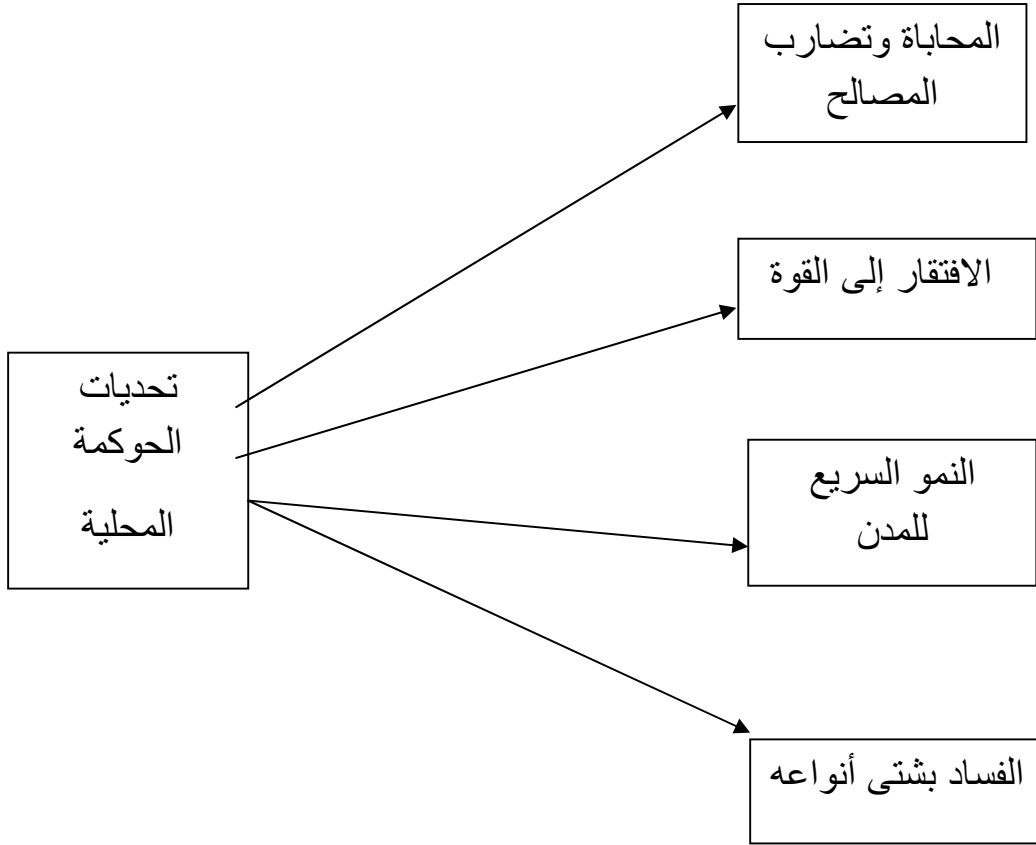 المحاباة وتضارب
المصالح
الافتقار إلى القوة
تحديات
الحوكمة
المحلية
النمو السريع
للمدن
الفساد بشتى أنواعه